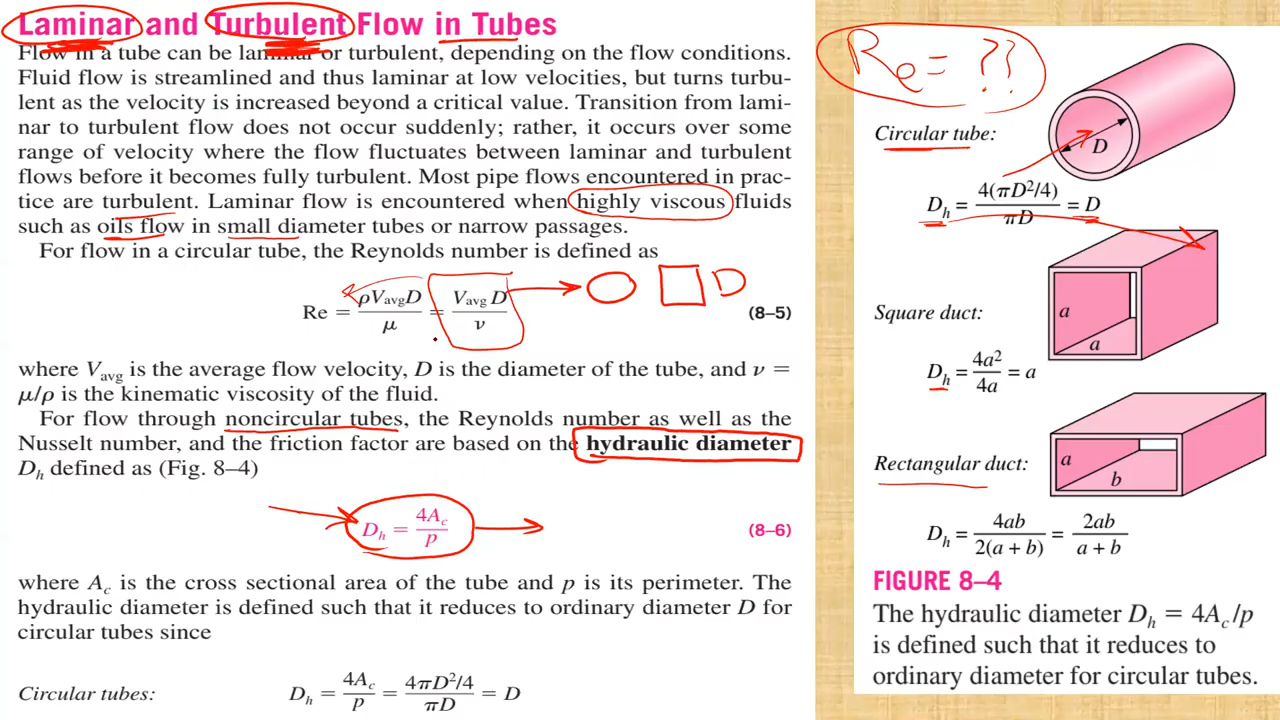 Laminar and Turbulent Flow in Tubes
Flow in a tube can be laminar or turbulent, depending on the flow conditions.
Fluid flow is streamlined and thus laminar at low velocities, but turns turbu-
lent as the velocity is increased beyond a critical value. Transition from lami-
nar to turbulent flow does not occur suddenly; rather, it occurs over some
range of velocity where the flow fluctuates between laminar and turbulent
flows before it becomes fully turbulent. Most pipe flows encountered in prac-
tice are turbulent. Laminar flow is encountered when highly viscous fluids
such as oils flow in small diameter tubes or narrow passages.
For flow in a circular tube, the Reynolds number is defined as
Re = ρV_avg D / μ = V_avg D / ν (8–5)
D
where V_avg is the average flow velocity, D is the diameter of the tube, and ν =
μ/ρ is the kinematic viscosity of the fluid.
For flow through noncircular tubes, the Reynolds number as well as the
Nusselt number, and the friction factor are based on the hydraulic diameter
D_h defined as (Fig. 8–4)
D_h = 4A_c / p (8–6)
where A_c is the cross sectional area of the tube and p is its perimeter. The
hydraulic diameter is defined such that it reduces to ordinary diameter D for
circular tubes since
Circular tubes: D_h = 4A_c / p = 4πD²/4 / πD = D
Re = ??
Circular tube:
D
D_h = 4(πD²/4) / πD = D
Square duct:
a
a
D_h = 4a² / 4a = a
Rectangular duct:
a
b
D_h = 4ab / 2(a + b) = 2ab / a + b
FIGURE 8–4
The hydraulic diameter D_h = 4A_c/p
is defined such that it reduces to
ordinary diameter for circular tubes.